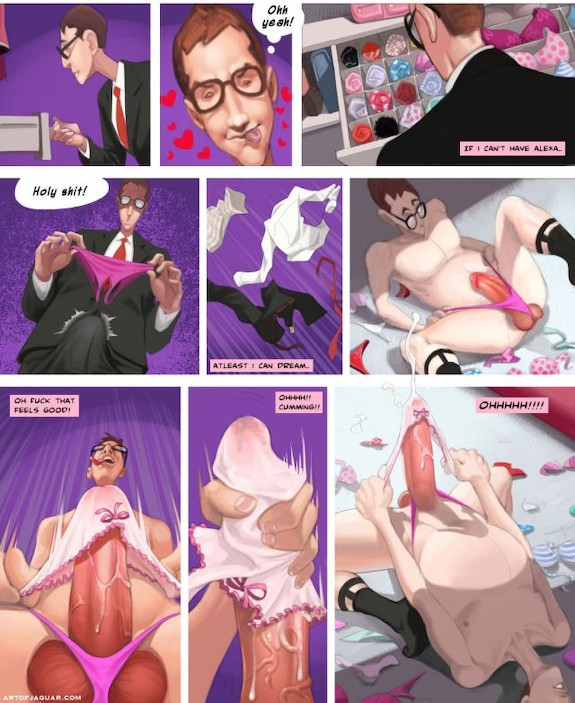 Ohh
yeah!
IF I CAN'T HAVE ALEXA...
Holy shit!
ATLEAST I CAN DREAM...
OH FUCK THAT
FEELS GOOD!
OHHHH!!
CUMMING!!
OHHHHH!!!!
ARTOFJAGUAR.COM